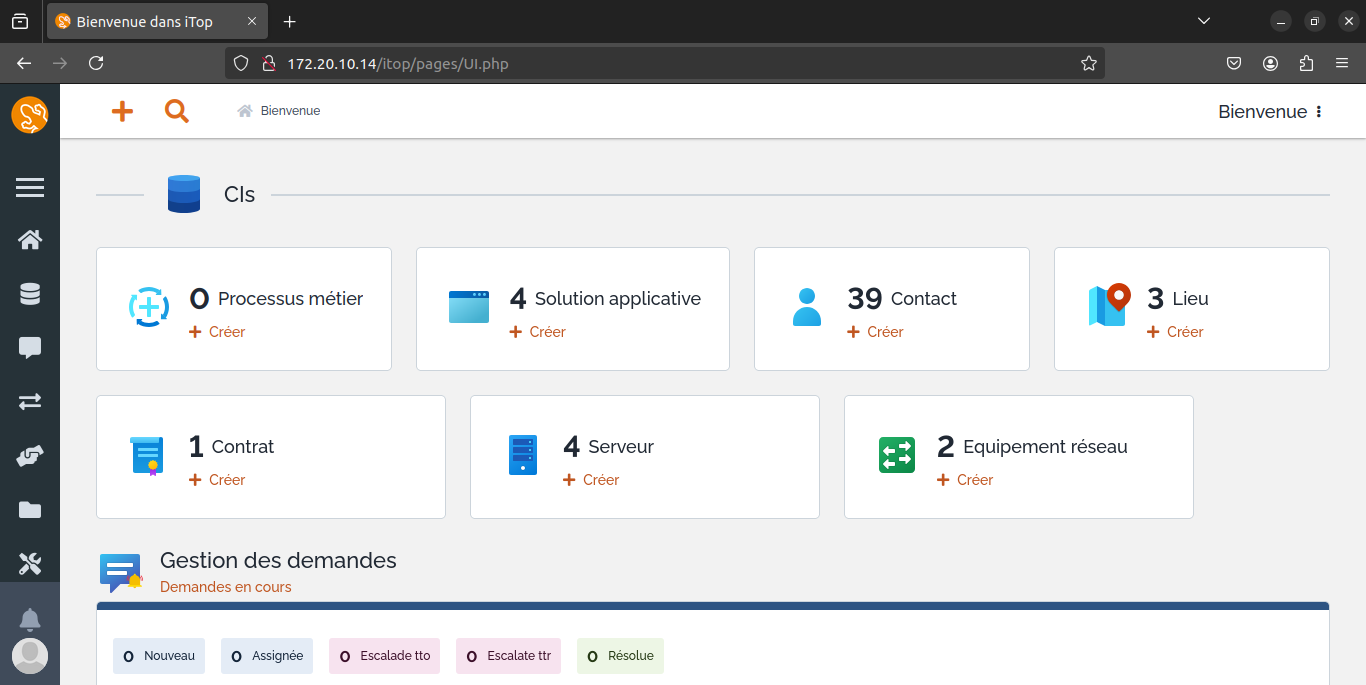 Bienvenue dans iTop
172.20.10.14/itop/pages/UI.php
Bienvenue
Bienvenue
CIs
0 Processus métier
Créer
4 Solution applicative
Créer
39 Contact
Créer
3 Lieu
Créer
1 Contrat
Créer
4 Serveur
Créer
2 Equipement réseau
Créer
Gestion des demandes
Demandes en cours
0 Nouveau
0 Assignée
0 Escalade tto
0 Escalate ttr
0 Résolue